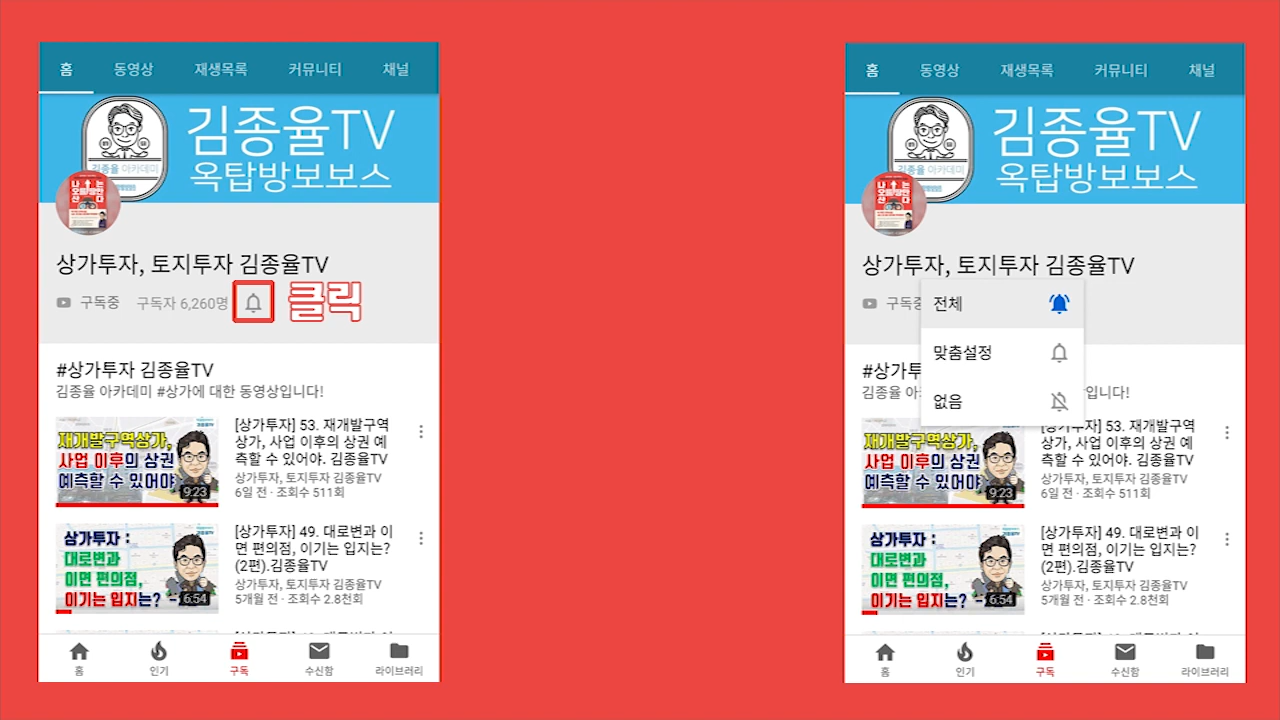 홈 동영상 재생목록 커뮤니티 채널
김종율TV
옥탑방보보스
김종율 아카데미
상가투자, 토지투자 김종율TV
구독중 구독자 6,260명 클릭
#상가투자 김종율TV
김종율 아카데미 #상가에 대한 동영상입니다!
재개발구역상가,
사업 이후의 상권
예측할 수 있어야
9:23
[상가투자] 53. 재개발구역
상가, 사업 이후의 상권 예
측할 수 있어야. 김종율TV
상가투자, 토지투자 김종율TV
6일 전 · 조회수 511회
상가투자 :
대로변과
이면 편의점,
이기는 입지는?
6:54
[상가투자] 49. 대로변과 이
면 편의점, 이기는 입지는?
(2편).김종율TV
상가투자, 토지투자 김종율TV
5개월 전 · 조회수 2.8천회
홈 인기 구독 수신함 라이브러리
홈 동영상 재생목록 커뮤니티 채널
김종율TV
옥탑방보보스
김종율 아카데미
상가투자, 토지투자 김종율TV
구독중
전체
맞춤설정
없음
#상가투
김종율 아 입니다!
재개발구역상가,
사업 이후의 상권
예측할 수 있어야
9:23
[상가투자] 53. 재개발구역
상가, 사업 이후의 상권 예
측할 수 있어야. 김종율TV
상가투자, 토지투자 김종율TV
6일 전 · 조회수 511회
상가투자 :
대로변과
이면 편의점,
이기는 입지는?
6:54
[상가투자] 49. 대로변과 이
면 편의점, 이기는 입지는?
(2편).김종율TV
상가투자, 토지투자 김종율TV
5개월 전 · 조회수 2.8천회
홈 인기 구독 수신함 라이브러리